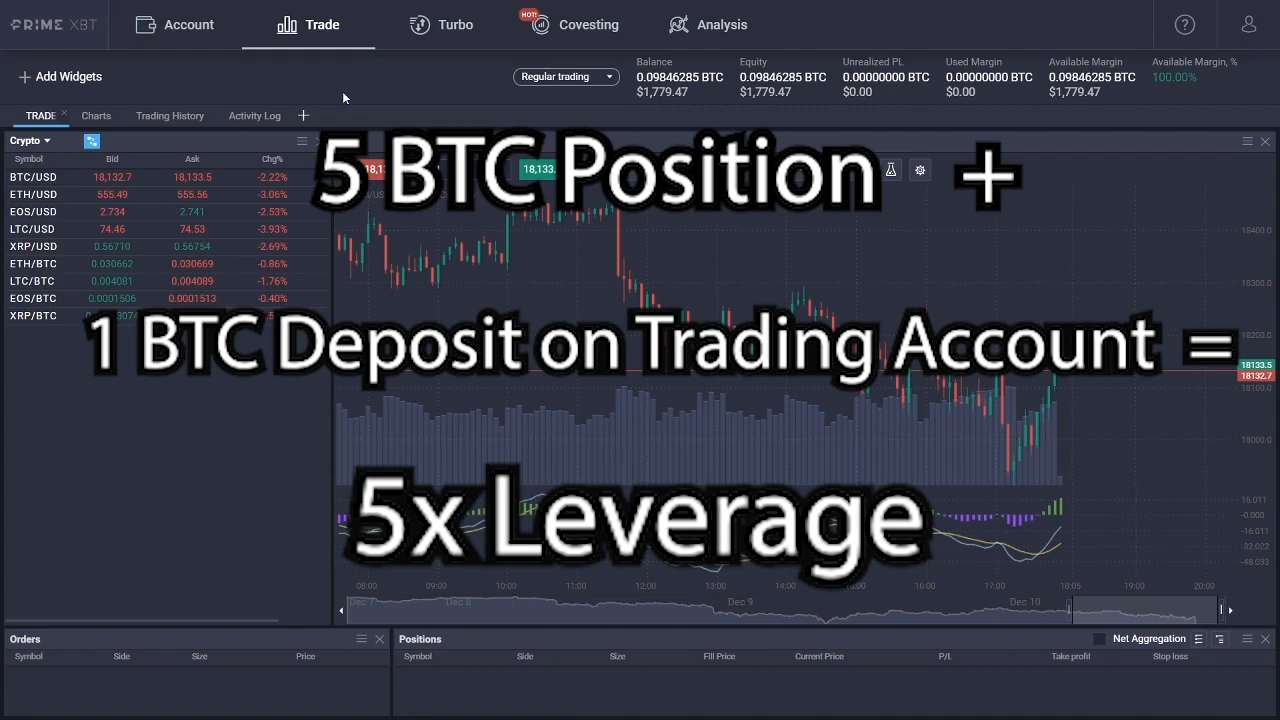 PRIME XBT
Account
Trade
Turbo
HOT!
Covesting
Analysis
?
+ Add Widgets
Regular trading
Balance
0.09846285 BTC
$1,779.47
Equity
0.09846285 BTC
$1,779.47
Unrealized PL
0.00000000 BTC
$0.00
Used Margin
0.00000000 BTC
$0.00
Available Margin
0.09846285 BTC
$1,779.47
Available Margin, %
100.00%
TRADE
Charts
Trading History
Activity Log
+
Crypto
Symbol Bid Ask Chg%
BTC/USD 18,132.7 18,133.5 -2.22%
ETH/USD 555.49 555.56 -3.06%
EOS/USD 2.734 2.741 -2.53%
LTC/USD 74.46 74.53 -3.93%
XRP/USD 0.56710 0.56754 -2.69%
ETH/BTC 0.030662 0.030669 -0.86%
LTC/BTC 0.004081 0.004089 -1.76%
EOS/BTC 0.0001506 0.0001513 -0.40%
XRP/BTC
5 BTC Position +
1 BTC Deposit on Trading Account =
5x Leverage
18,133.
18400.0
18300.0
18200.0
18133.5
18132.7
18100.0
18000.0
16.011
-0.000
-16.011
-32.022
-48.033
08:00 09:00 10:00 11:00 12:00 13:00 14:00 15:00 16:00 17:00 18:05 19:00 20:00
Dec 7 Dec 8 Dec 9 Dec 10
Orders
Symbol Side Size Price
Positions
Net Aggregation
Symbol Side Size Fill Price Current Price P/L Take profit Stop loss